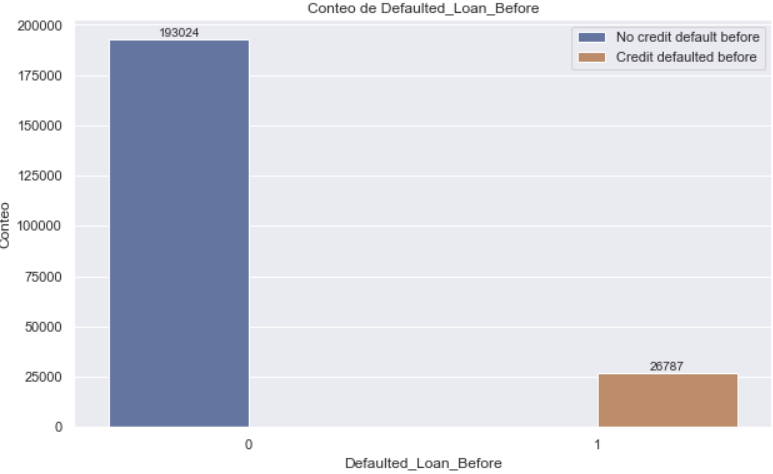 Conteo de Defaulted_Loan_Before
No credit default before
Credit defaulted before
200000
175000
150000
125000
100000
75000
50000
25000
0
Conteo
193024
26787
0
1
Defaulted_Loan_Before